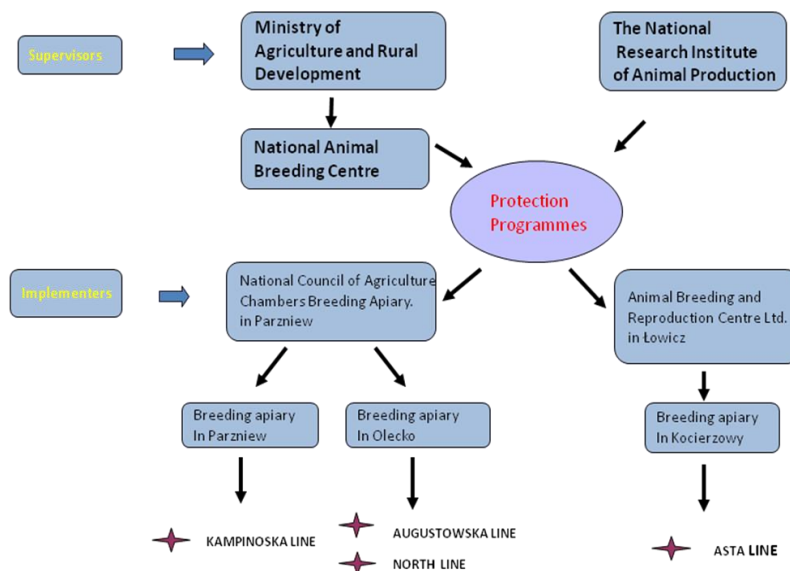 Supervisors
Ministry of
Agriculture and Rural
Development
The National
Research Institute
of Animal Production
National Animal
Breeding Centre
Protection
Programmes
Implementers
National Council of Agriculture
Chambers Breeding Apiary.
in Parzniew
Animal Breeding and
Reproduction Centre Ltd.
in Łowicz
Breeding apiary
In Parzniew
Breeding apiary
In Olecko
Breeding apiary
In Kocierzowy
KAMPINOSKA LINE
AUGUSTOWSKA LINE
NORTH LINE
ASTA LINE